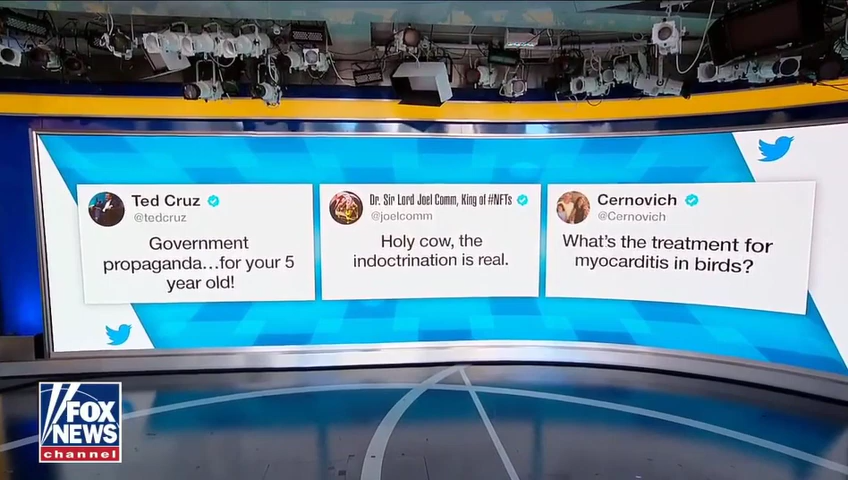 Ted Cruz
@tedcruz
Government
propaganda...for your 5
year old!
Dr. Sir Lord Joel Comm, King of #NFTs
@joelcomm
Holy cow, the
indoctrination is real.
Cernovich
@Cernovich
What's the treatment for
myocarditis in birds?
FOX
NEWS
channel